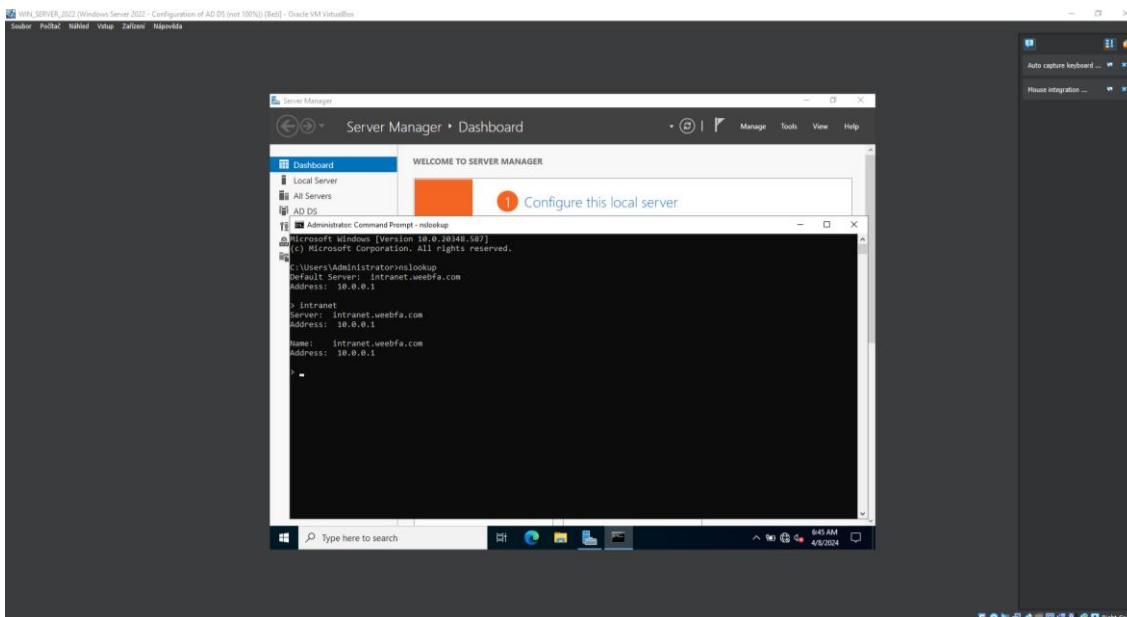 WIN_SERVER_2022 (Windows Server 2022 - Configuration of AD DS (not 100%)) [Běží] - Oracle VM VirtualBox
Soubor Počítač Náhled Vstup Zařízení Nápověda
Auto capture keyboard ...
Mouse integration ...
Server Manager
Server Manager • Dashboard
Manage Tools View Help
Dashboard
Local Server
All Servers
AD DS
WELCOME TO SERVER MANAGER
1 Configure this local server
Administrator: Command Prompt - nslookup
Microsoft Windows [Version 10.0.20348.587]
(c) Microsoft Corporation. All rights reserved.
C:\Users\Administrator>nslookup
Default Server: intranet.weebfa.com
Address: 10.0.0.1
> intranet
Server: intranet.weebfa.com
Address: 10.0.0.1
Name: intranet.weebfa.com
Address: 10.0.0.1
>
Type here to search
6:45 AM
4/8/2024